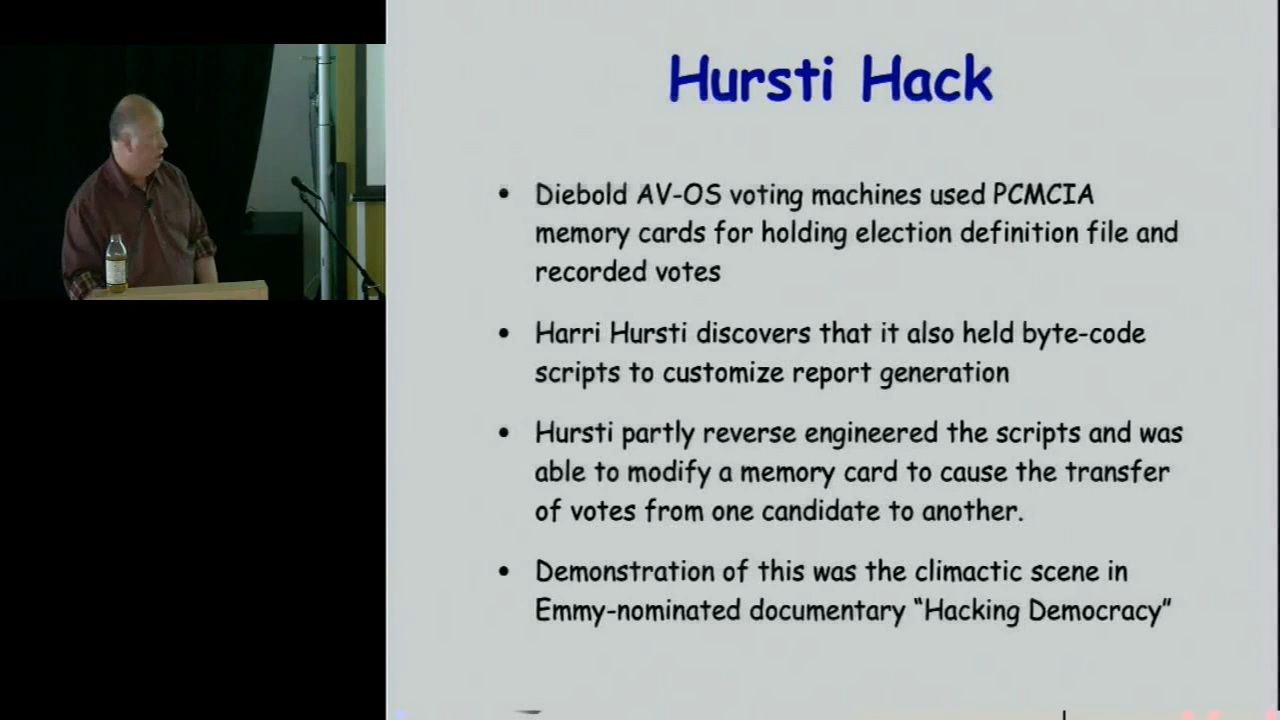 Hursti Hack
• Diebold AV-OS voting machines used PCMCIA
memory cards for holding election definition file and
recorded votes
• Harri Hursti discovers that it also held byte-code
scripts to customize report generation
• Hursti partly reverse engineered the scripts and was
able to modify a memory card to cause the transfer
of votes from one candidate to another.
• Demonstration of this was the climactic scene in
Emmy-nominated documentary “Hacking Democracy”